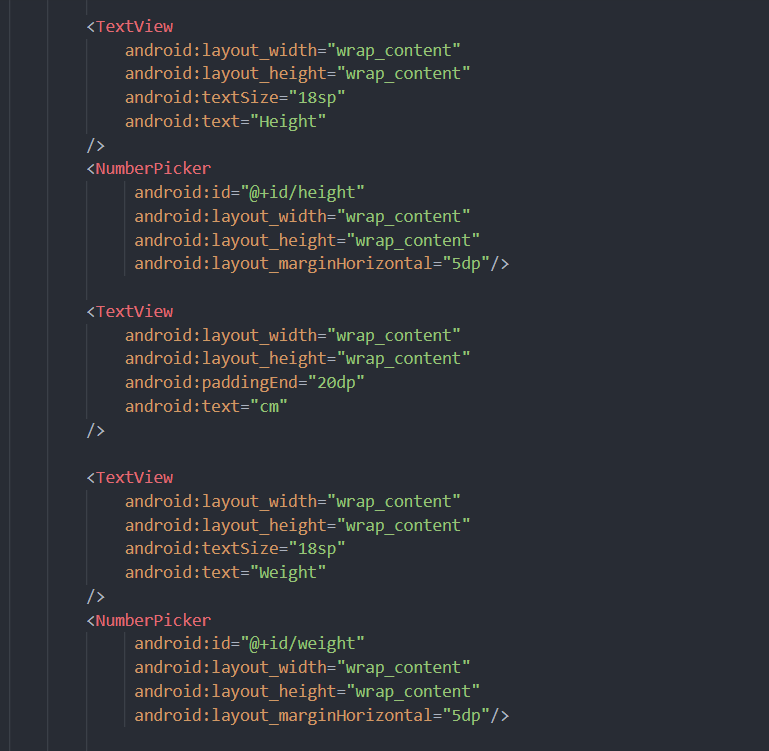 <TextView
android:layout_width="wrap_content"
android:layout_height="wrap_content"
android:textSize="18sp"
android:text="Height"
/>
<NumberPicker
android:id="@+id/height"
android:layout_width="wrap_content"
android:layout_height="wrap_content"
android:layout_marginHorizontal="5dp"/>
<TextView
android:layout_width="wrap_content"
android:layout_height="wrap_content"
android:paddingEnd="20dp"
android:text="cm"
/>
<TextView
android:layout_width="wrap_content"
android:layout_height="wrap_content"
android:textSize="18sp"
android:text="Weight"
/>
<NumberPicker
android:id="@+id/weight"
android:layout_width="wrap_content"
android:layout_height="wrap_content"
android:layout_marginHorizontal="5dp"/>